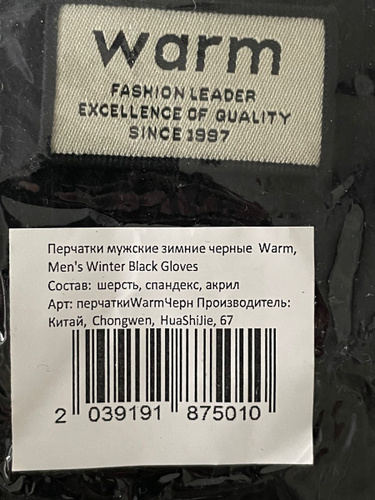 warm
FASHION LEADER
EXCELLENCE OF QUALITY
SINCE 1997
Перчатки мужские зимние черные Warm,
Men's Winter Black Gloves
Состав: шерсть, спандекс, акрил
Арт: перчаткиWarmЧерн Производитель:
Китай, Chongwen, HuaShiJie, 67
2 039191 875010